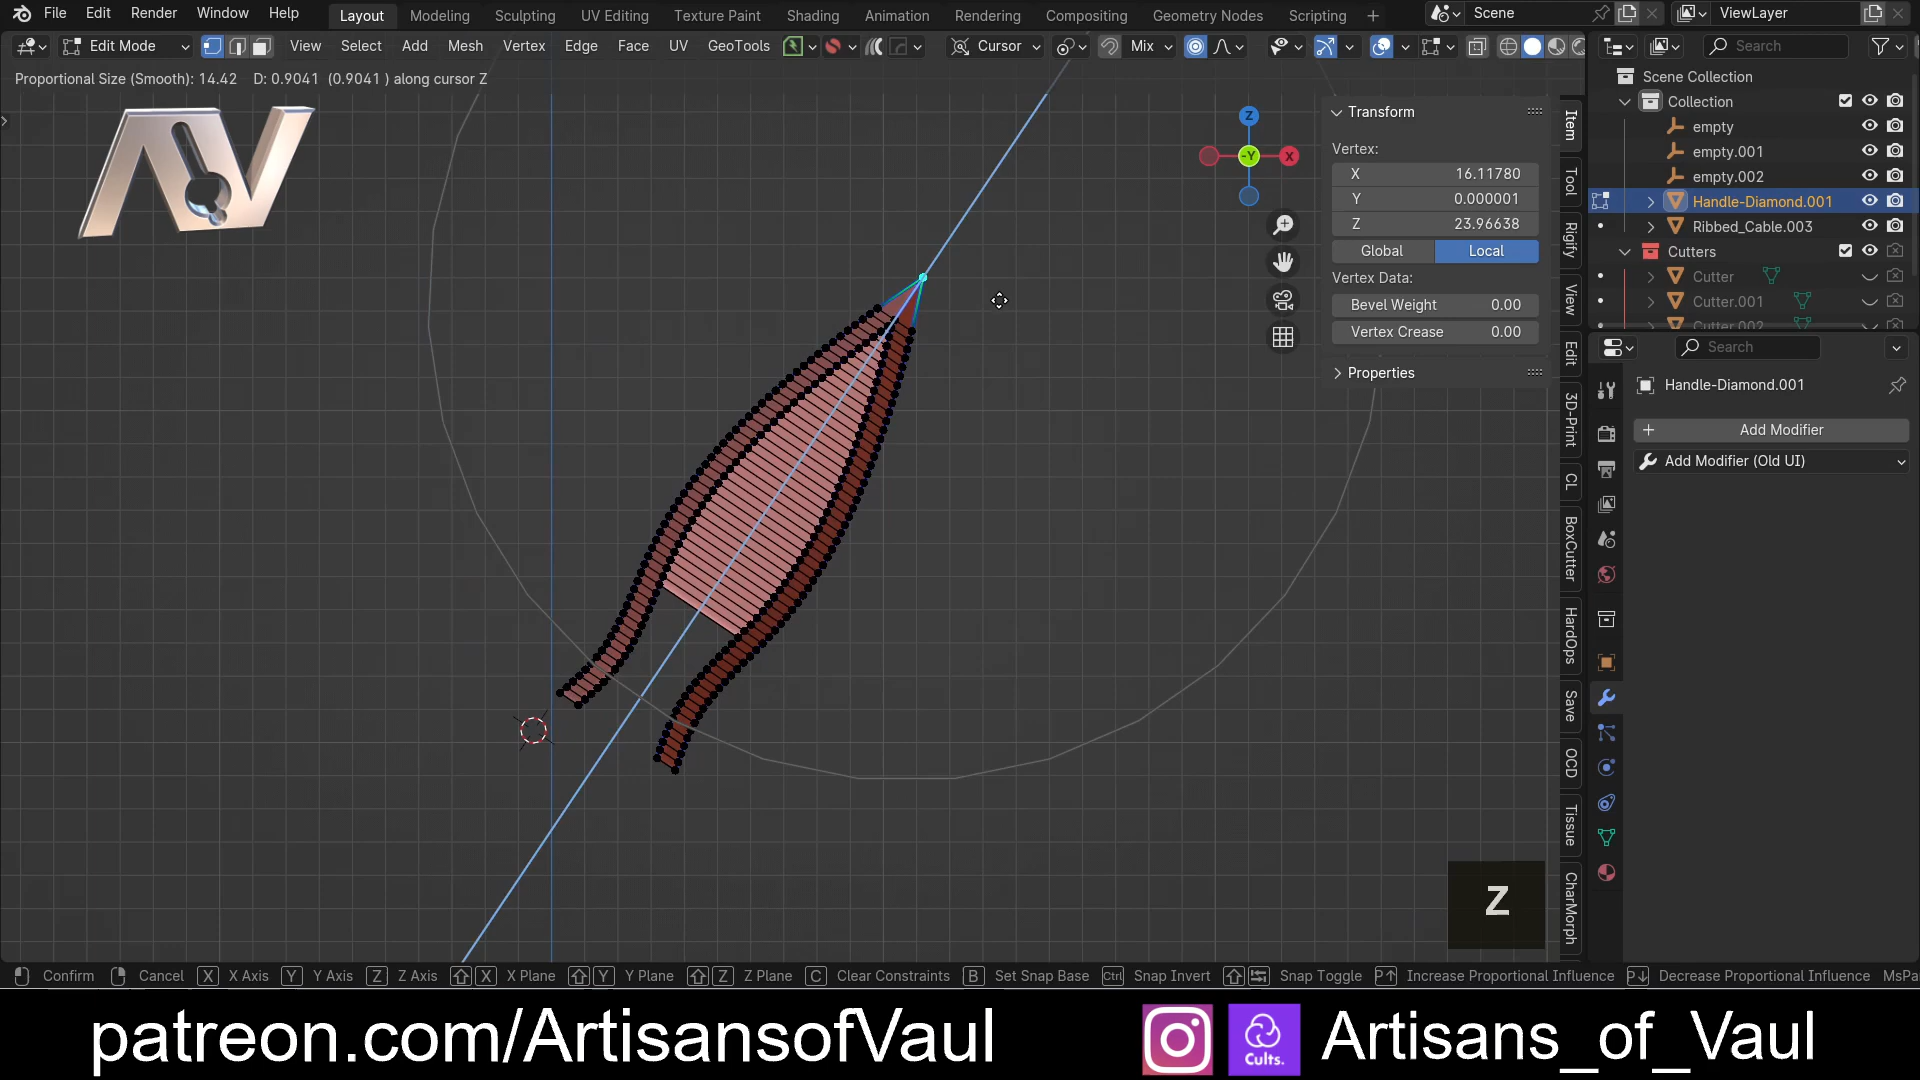 File Edit Render Window Help Layout Modeling Sculpting UV Editing Texture Paint Shading Animation Rendering Compositing Geometry Nodes Scripting + Scene ViewLayer
Edit Mode View Select Add Mesh Vertex Edge Face UV GeoTools Cursor Mix Search
Proportional Size (Smooth): 14.42 D: 0.9041 (0.9041 ) along cursor Z
Scene Collection
Collection
empty
empty.001
empty.002
Handle-Diamond.001
Ribbed_Cable.003
Cutters
Cutter
Cutter.001
Cutter.002
AV
Z
-Y
X
Transform
Vertex:
X 16.11780
Y 0.000001
Z 23.96638
Global Local
Vertex Data:
Bevel Weight 0.00
Vertex Crease 0.00
Properties
Item
Tool
Rigify
View
Edit
3D-Print
CL
BoxCutter
HardOps
Save
OCD
Tissue
CharMorph
Search
Handle-Diamond.001
+ Add Modifier
Add Modifier (Old UI)
Z
Confirm Cancel X X Axis Y Y Axis Z Z Axis X X Plane Y Y Plane Z Z Plane C Clear Constraints B Set Snap Base Ctrl Snap Invert Snap Toggle P Increase Proportional Influence P Decrease Proportional Influence MsPa
patreon.com/ArtisansofVaul
Cults.
Artisans_of_Vaul